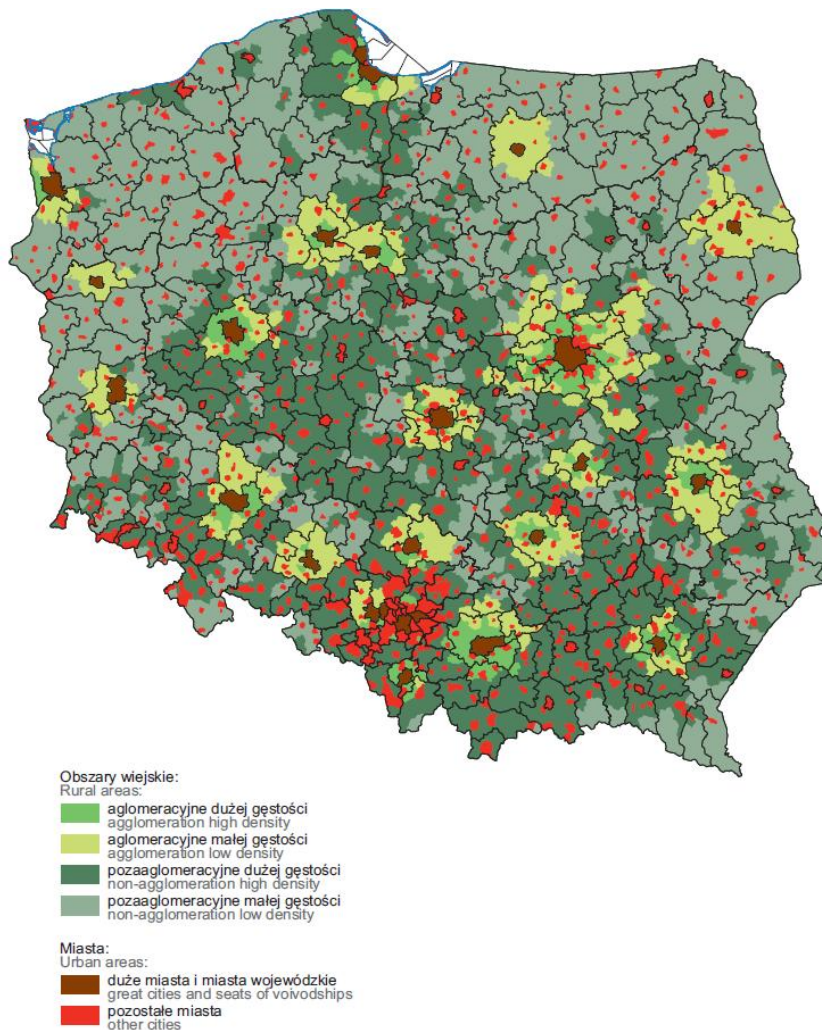 Obszary wiejskie:
Rural areas:
aglomeracyjne dużej gęstości
agglomeration high density
aglomeracyjne małej gęstości
agglomeration low density
pozaaglomeracyjne dużej gęstości
non-agglomeration high density
pozaaglomeracyjne małej gęstości
non-agglomeration low density
Miasta:
Urban areas:
duże miasta i miasta wojewódzkie
great cities and seats of voivodships
pozostałe miasta
other cities